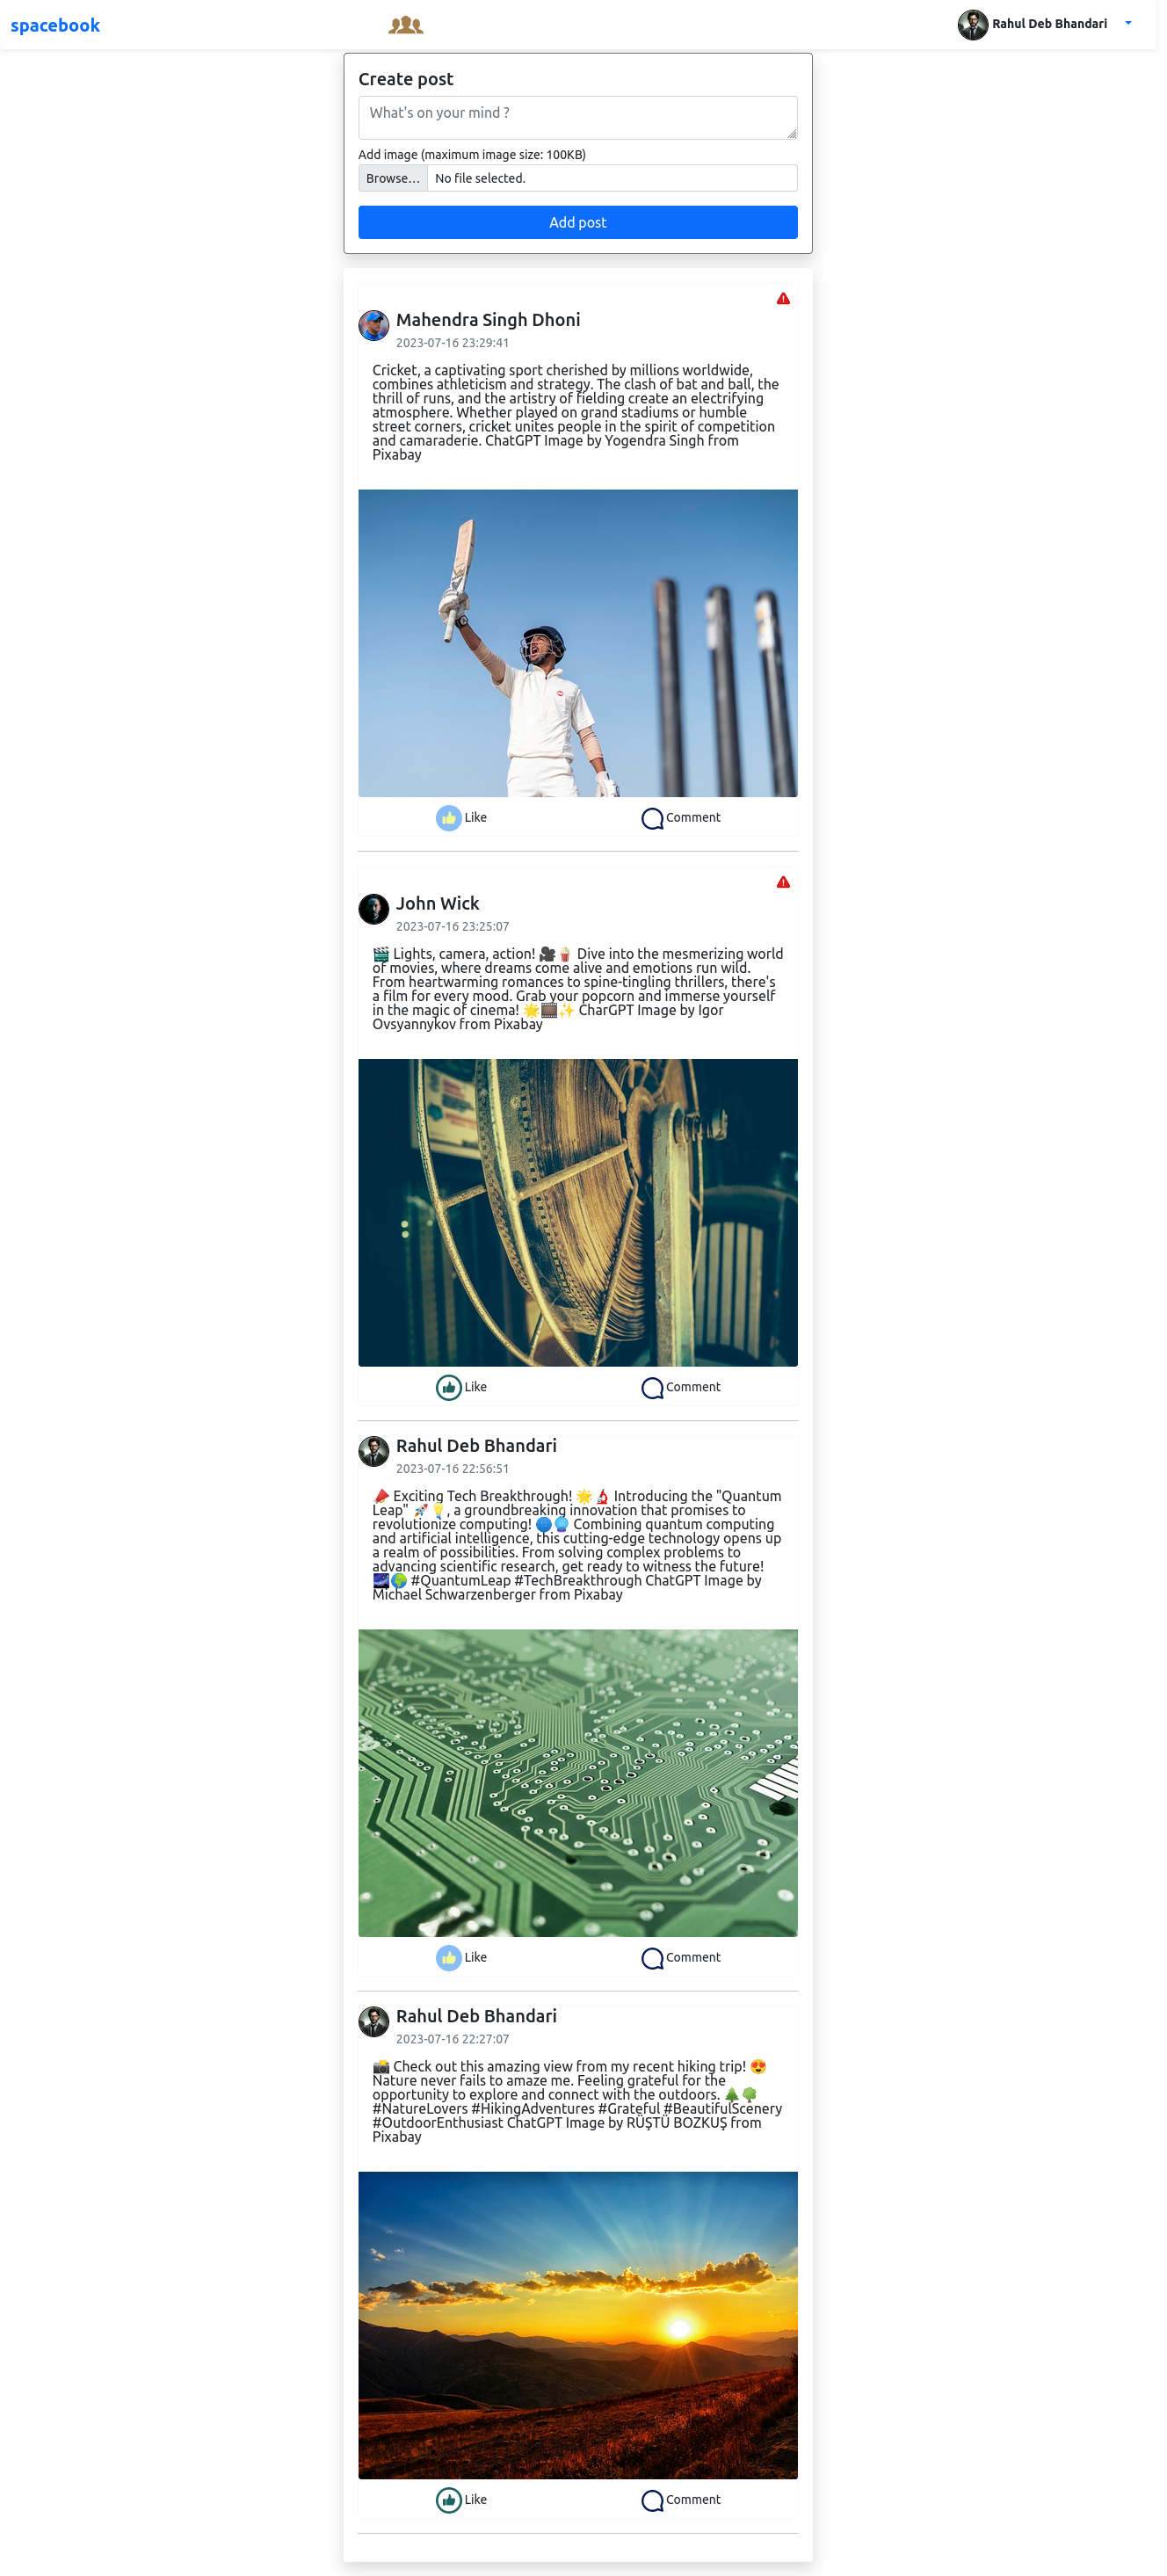 spacebook
Rahul Deb Bhandari
Create post
What's on your mind ?
Add image (maximum image size: 100KB)
Browse… No file selected.
Add post
Mahendra Singh Dhoni
2023-07-16 23:29:41
Cricket, a captivating sport cherished by millions worldwide,
combines athleticism and strategy. The clash of bat and ball, the
thrill of runs, and the artistry of fielding create an electrifying
atmosphere. Whether played on grand stadiums or humble
street corners, cricket unites people in the spirit of competition
and camaraderie. ChatGPT Image by Yogendra Singh from
Pixabay
Like Comment
John Wick
2023-07-16 23:25:07
🎬 Lights, camera, action! 🎥🍿 Dive into the mesmerizing world
of movies, where dreams come alive and emotions run wild.
From heartwarming romances to spine-tingling thrillers, there's
a film for every mood. Grab your popcorn and immerse yourself
in the magic of cinema! 🌟🎞️✨ CharGPT Image by Igor
Ovsyannykov from Pixabay
Like Comment
Rahul Deb Bhandari
2023-07-16 22:56:51
📣 Exciting Tech Breakthrough! 🌟🔬 Introducing the "Quantum
Leap" 🚀💡, a groundbreaking innovation that promises to
revolutionize computing! 🌐🔮 Combining quantum computing
and artificial intelligence, this cutting-edge technology opens up
a realm of possibilities. From solving complex problems to
advancing scientific research, get ready to witness the future!
🌌🌍 #QuantumLeap #TechBreakthrough ChatGPT Image by
Michael Schwarzenberger from Pixabay
Like Comment
Rahul Deb Bhandari
2023-07-16 22:27:07
📸 Check out this amazing view from my recent hiking trip! 😍
Nature never fails to amaze me. Feeling grateful for the
opportunity to explore and connect with the outdoors. 🌲🌳
#NatureLovers #HikingAdventures #Grateful #BeautifulScenery
#OutdoorEnthusiast ChatGPT Image by RÜŞTÜ BOZKUŞ from
Pixabay
Like Comment